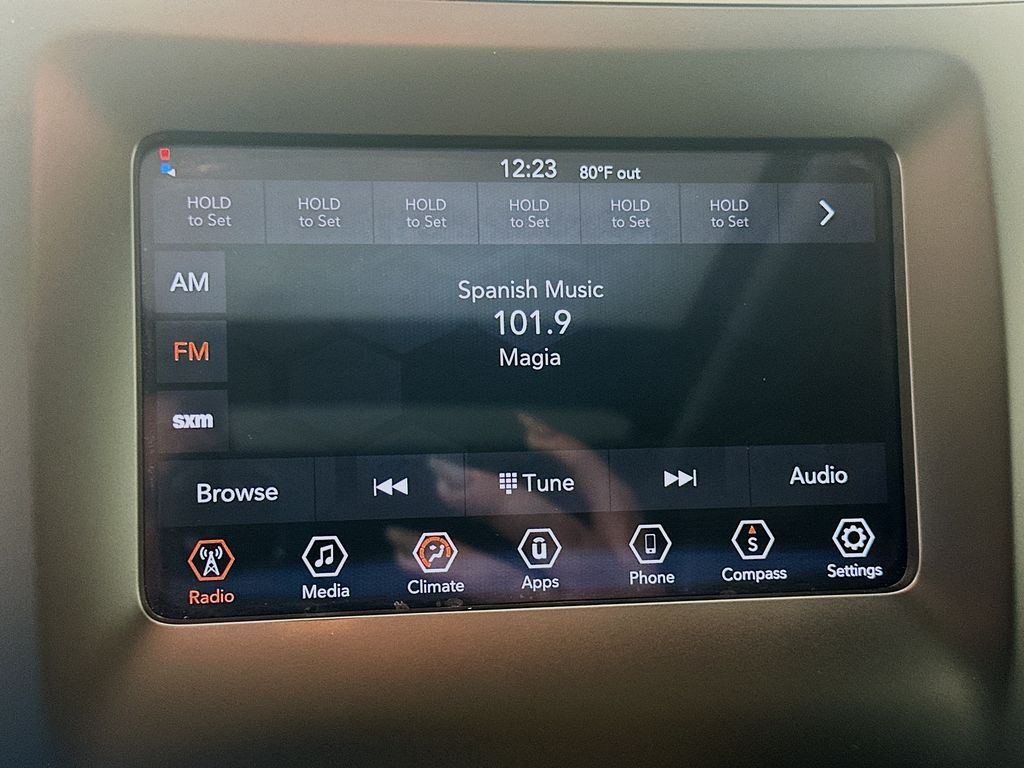 12:23 80°F out
HOLD to Set
HOLD to Set
HOLD to Set
HOLD to Set
HOLD to Set
HOLD to Set
AM
Spanish Music
101.9
FM
Magia
sxm
Browse
Tune
Audio
Radio
Media
Climate
ū
Apps
Phone
S
Compass
Settings